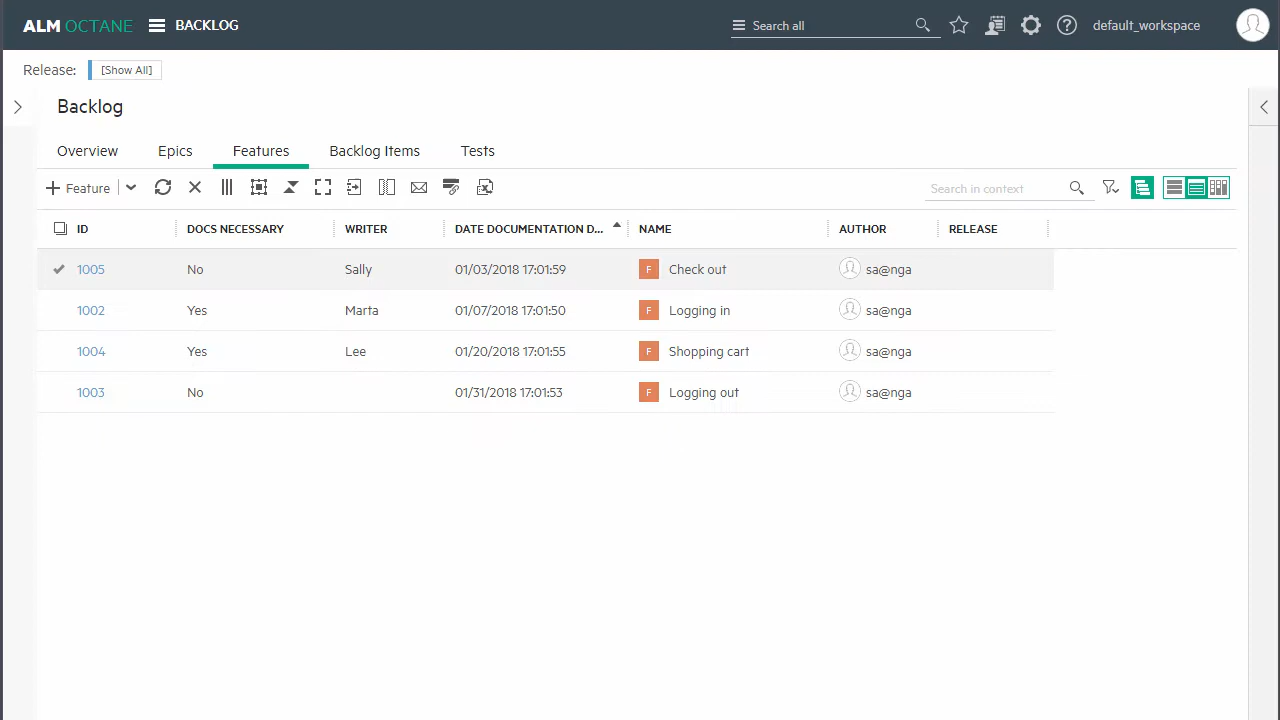 ALM OCTANE BACKLOG Search all default_workspace
Release: [Show All]
Backlog
Overview Epics Features Backlog Items Tests
Feature Search in context
ID DOCS NECESSARY WRITER DATE DOCUMENTATION D... NAME AUTHOR RELEASE
1005 No Sally 01/03/2018 17:01:59 F Check out sa@nga
1002 Yes Marta 01/07/2018 17:01:50 F Logging in sa@nga
1004 Yes Lee 01/20/2018 17:01:55 F Shopping cart sa@nga
1003 No 01/31/2018 17:01:53 F Logging out sa@nga